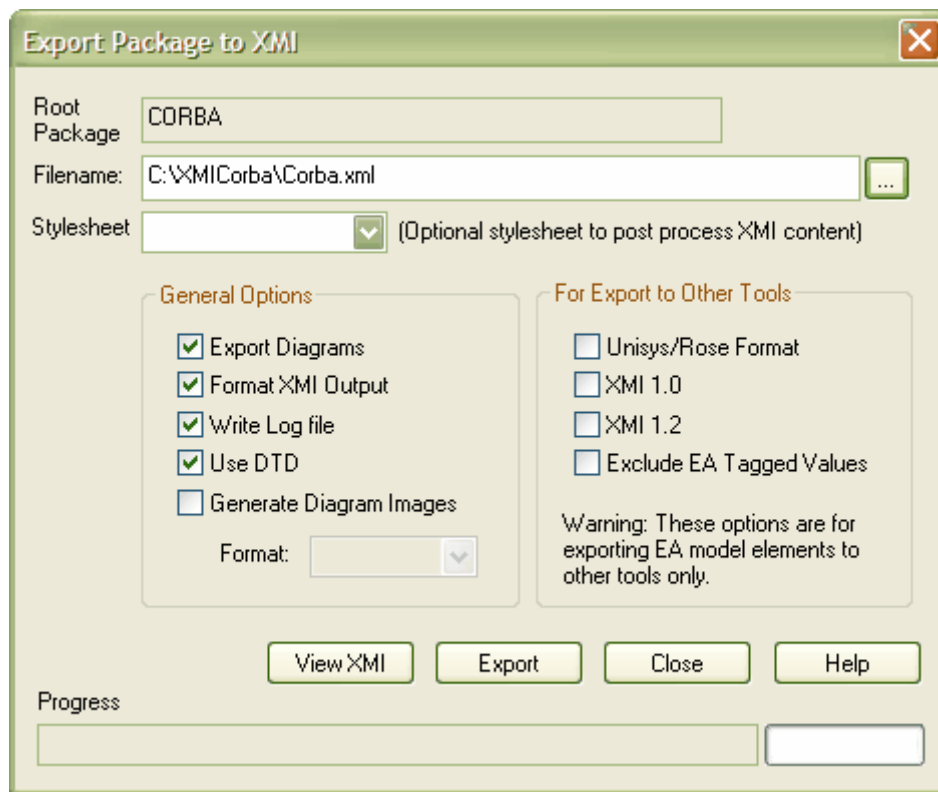 Export Package to XMI
Root
Package
CORBA
Filename:
C:\XMICorba\Corba.xml
...
Stylesheet
(Optional stylesheet to post process XMI content)
General Options
Export Diagrams
Format XMI Output
Write Log file
Use DTD
Generate Diagram Images
Format:
For Export to Other Tools
Unisys/Rose Format
XMI 1.0
XMI 1.2
Exclude EA Tagged Values
Warning: These options are for
exporting EA model elements to
other tools only.
View XMI
Export
Close
Help
Progress